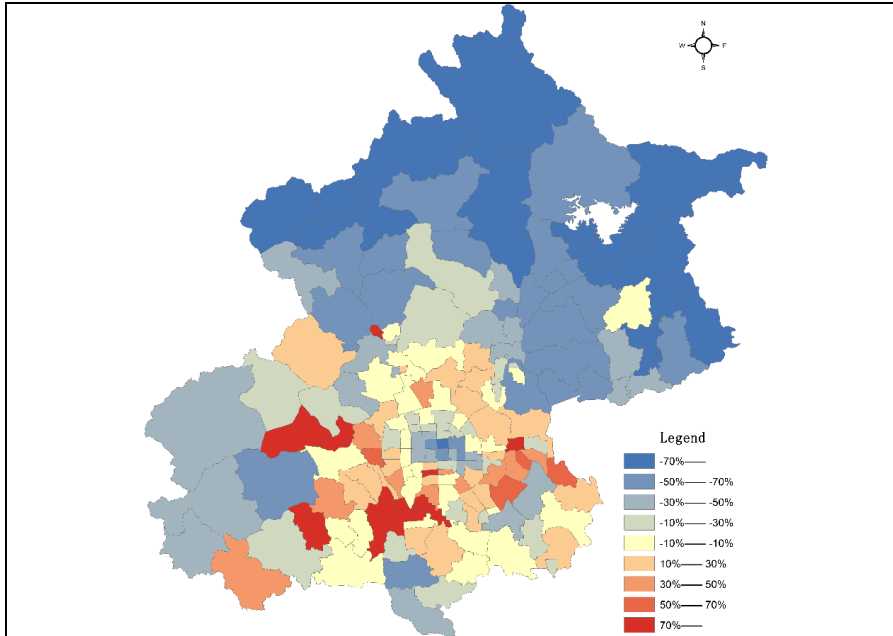 N
W E
S
Legend
-70%——
-50%—— -70%
-30%—— -50%
-10%—— -30%
-10%—— -10%
10%—— 30%
30%—— 50%
50%—— 70%
70%——